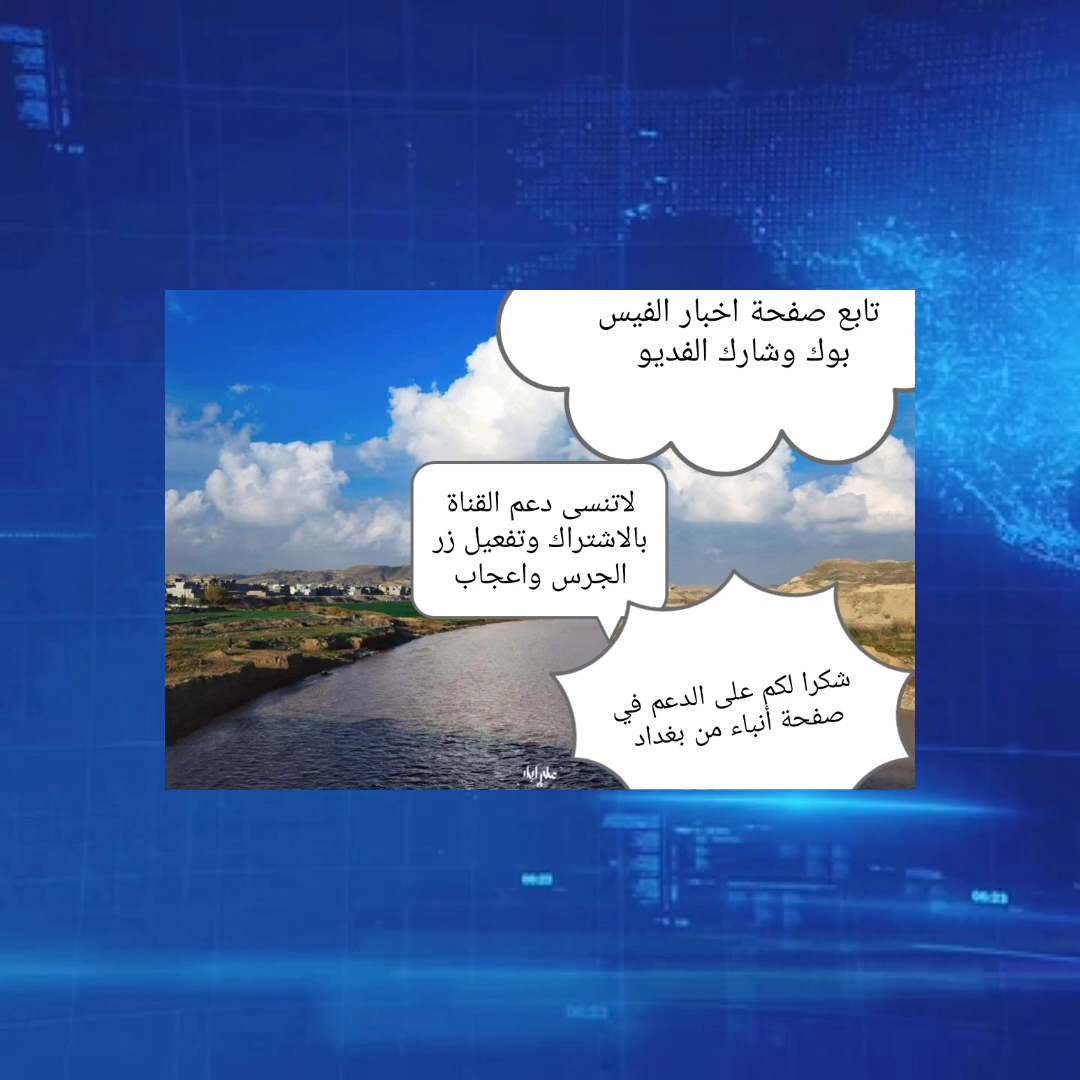 تابع صفحة اخبار الفيس
بوك وشارك الفديو
لاتنسى دعم القناة
بالاشتراك وتفعيل زر
الجرس واعجاب
شكرا لكم على الدعم في
صفحة أنباء من بغداد